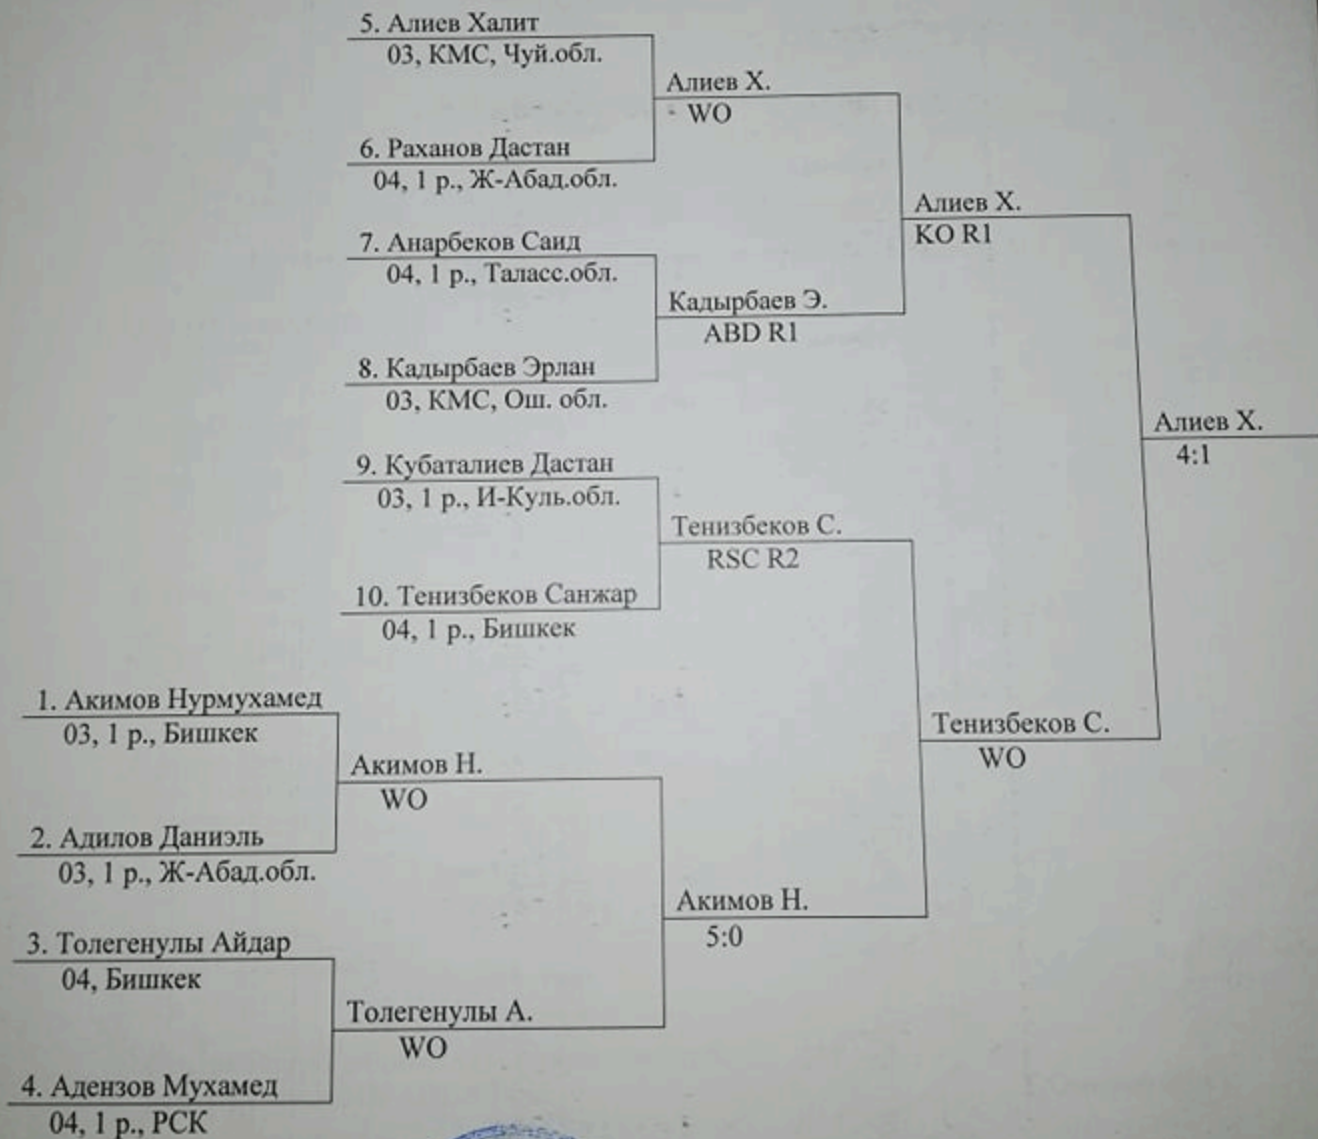 5. Алиев Халит
03, КМС, Чуй.обл.
Алиев Х.
WO
6. Раханов Дастан
04, 1 р., Ж-Абад.обл.
Алиев Х.
KO R1
7. Анарбеков Саид
04, 1 р., Таласс.обл.
Кадырбаев Э.
ABD R1
8. Кадырбаев Эрлан
03, КМС, Ош. обл.
Алиев Х.
4:1
9. Кубаталиев Дастан
03, 1 р., И-Куль.обл.
Тенизбеков С.
RSC R2
10. Тенизбеков Санжар
04, 1 р., Бишкек
1. Акимов Нурмухамед
03, 1 р., Бишкек
Тенизбеков С.
WO
Акимов Н.
WO
2. Адилов Даниэль
03, 1 р., Ж-Абад.обл.
Акимов Н.
5:0
3. Толегенулы Айдар
04, Бишкек
Толегенулы А.
WO
4. Адензов Мухамед
04, 1 р., РСК